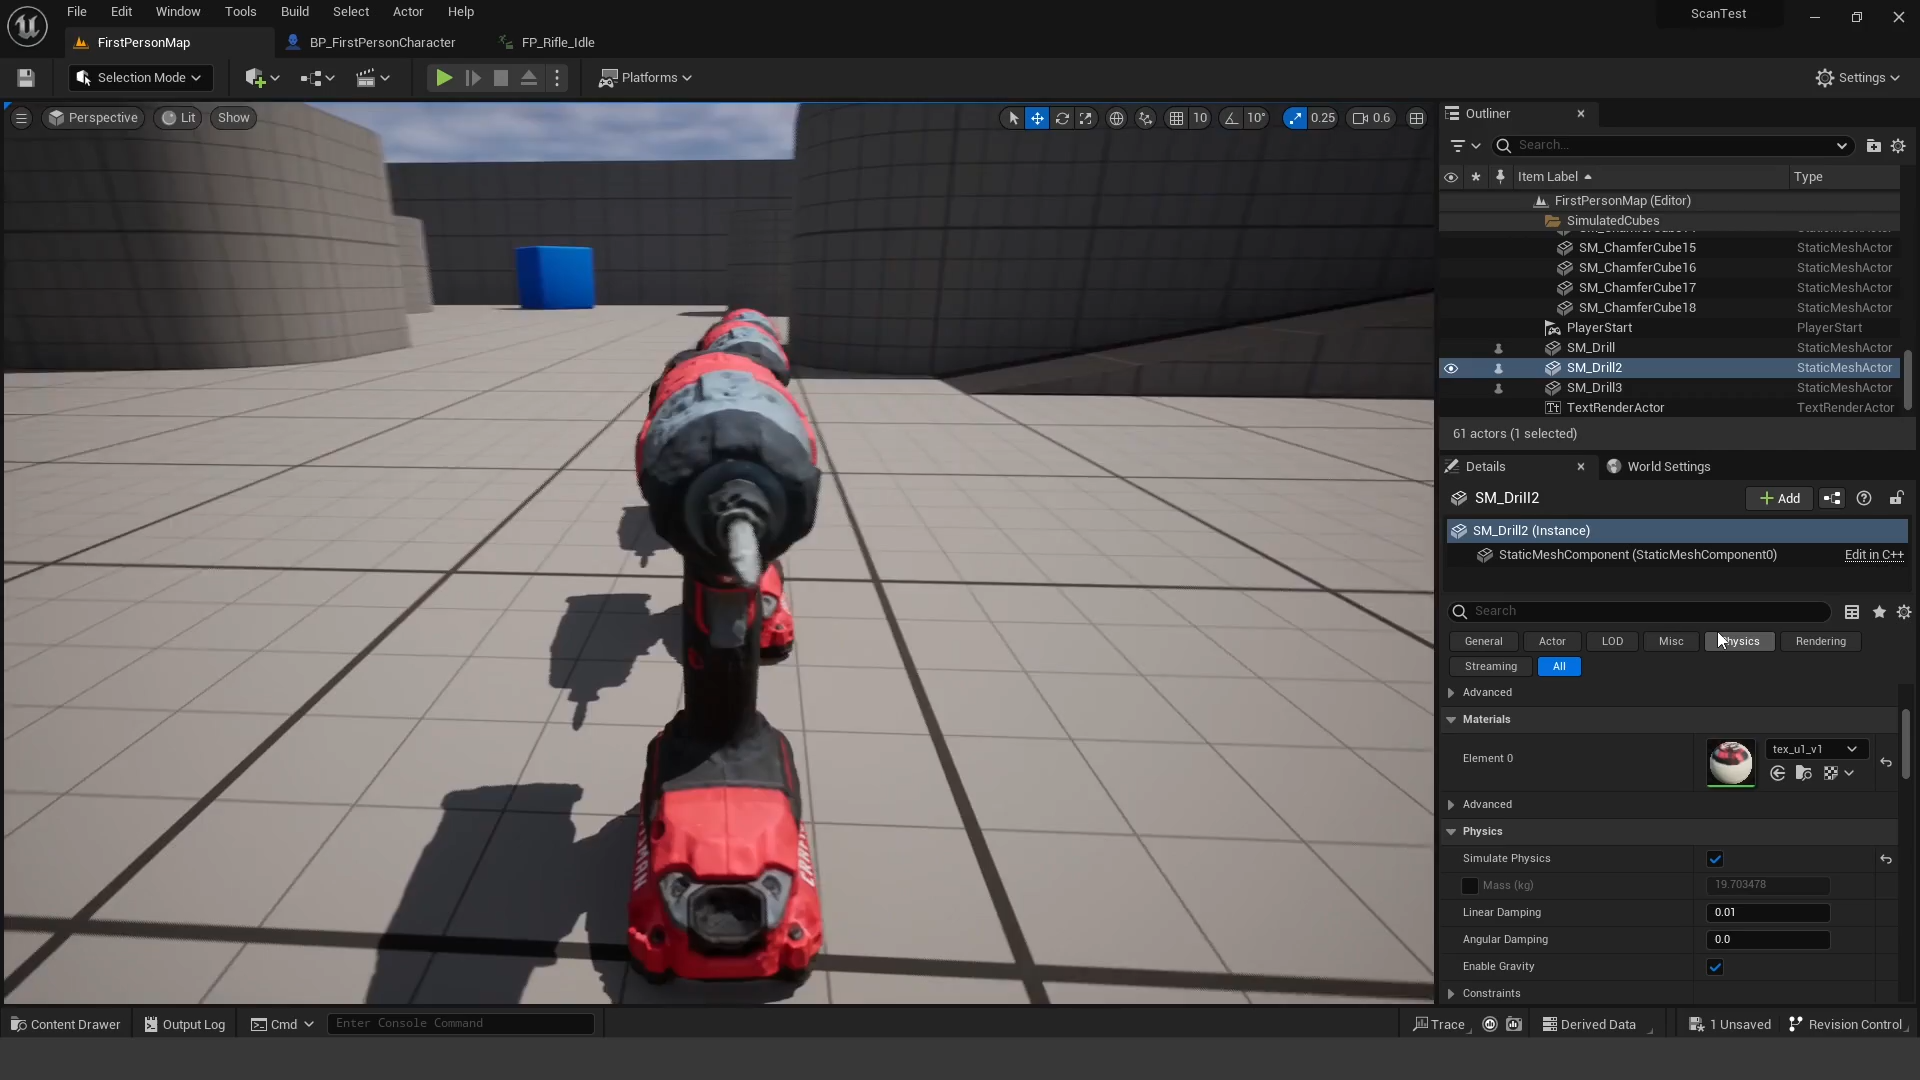 File Edit Window Tools Build Select Actor Help
ScanTest
FirstPersonMap
BP_FirstPersonCharacter
FP_Rifle_Idle
Selection Mode
Platforms
Settings
Perspective
Lit
Show
10
10°
0.25
0.6
Outliner
Search...
Item Label
Type
FirstPersonMap (Editor)
SimulatedCubes
SM_ChamferCube15 StaticMeshActor
SM_ChamferCube16 StaticMeshActor
SM_ChamferCube17 StaticMeshActor
SM_ChamferCube18 StaticMeshActor
PlayerStart PlayerStart
SM_Drill StaticMeshActor
SM_Drill2 StaticMeshActor
SM_Drill3 StaticMeshActor
TextRenderActor TextRenderActor
61 actors (1 selected)
Details
World Settings
SM_Drill2
Add
SM_Drill2 (Instance)
StaticMeshComponent (StaticMeshComponent0)
Edit in C++
Search
General Actor LOD Misc Physics Rendering
Streaming All
Advanced
Materials
Element 0
tex_u1_v1
Advanced
Physics
Simulate Physics
Mass (kg) 19.703478
Linear Damping 0.01
Angular Damping 0.0
Enable Gravity
Constraints
Content Drawer
Output Log
Cmd
Enter Console Command
Trace
Derived Data
1 Unsaved
Revision Control